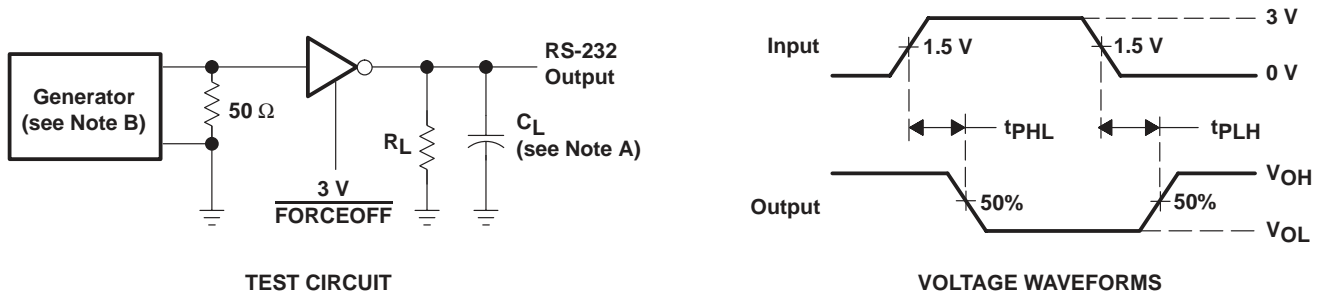 Generator
(see Note B)
50 Ω
3 V
FORCEOFF
RL
CL
(see Note A)
RS-232
Output
TEST CIRCUIT
Input
1.5 V
1.5 V
3 V
0 V
tPHL
tPLH
Output
50%
50%
VOH
VOL
VOLTAGE WAVEFORMS